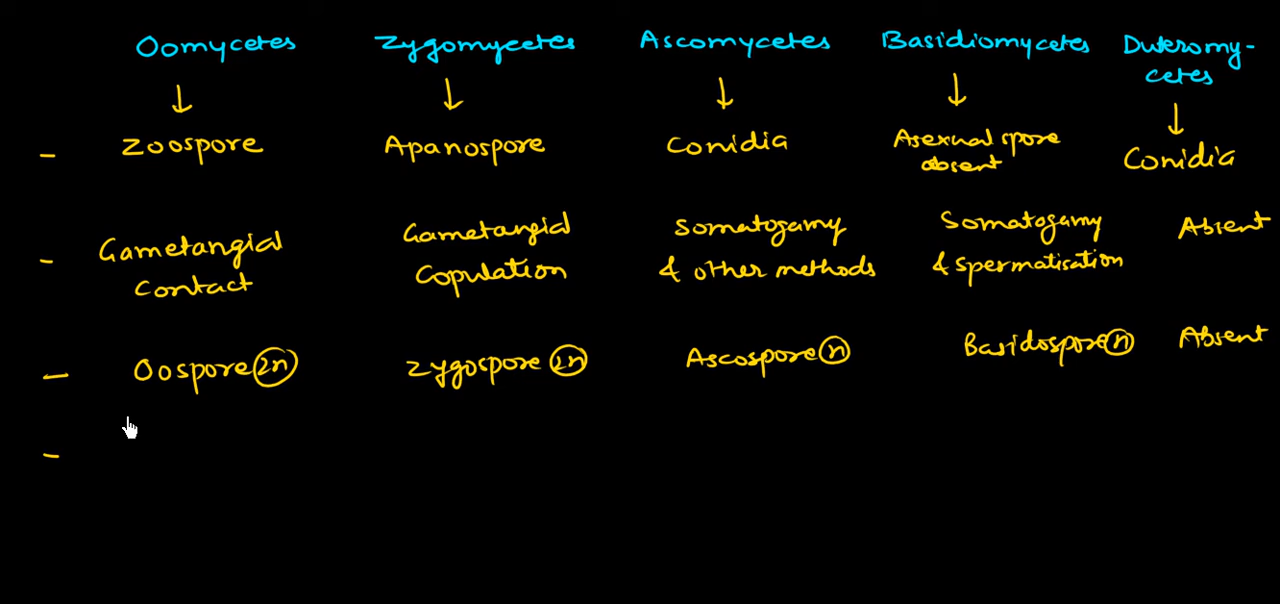 Oomycetes Zygomycetes Ascomycetes Basidiomycetes Duteromy-
cetes
↓ ↓ ↓ ↓ ↓
- Zoospore Apanospore Conidia Asexual spore absent Conidia
- Gametangial Contact Gametangial Copulation Somatogamy & other methods Somatogamy & spermatisation Absent
- Oospore 2n Zygospore 2n Ascospore n Basidospore n Absent
-